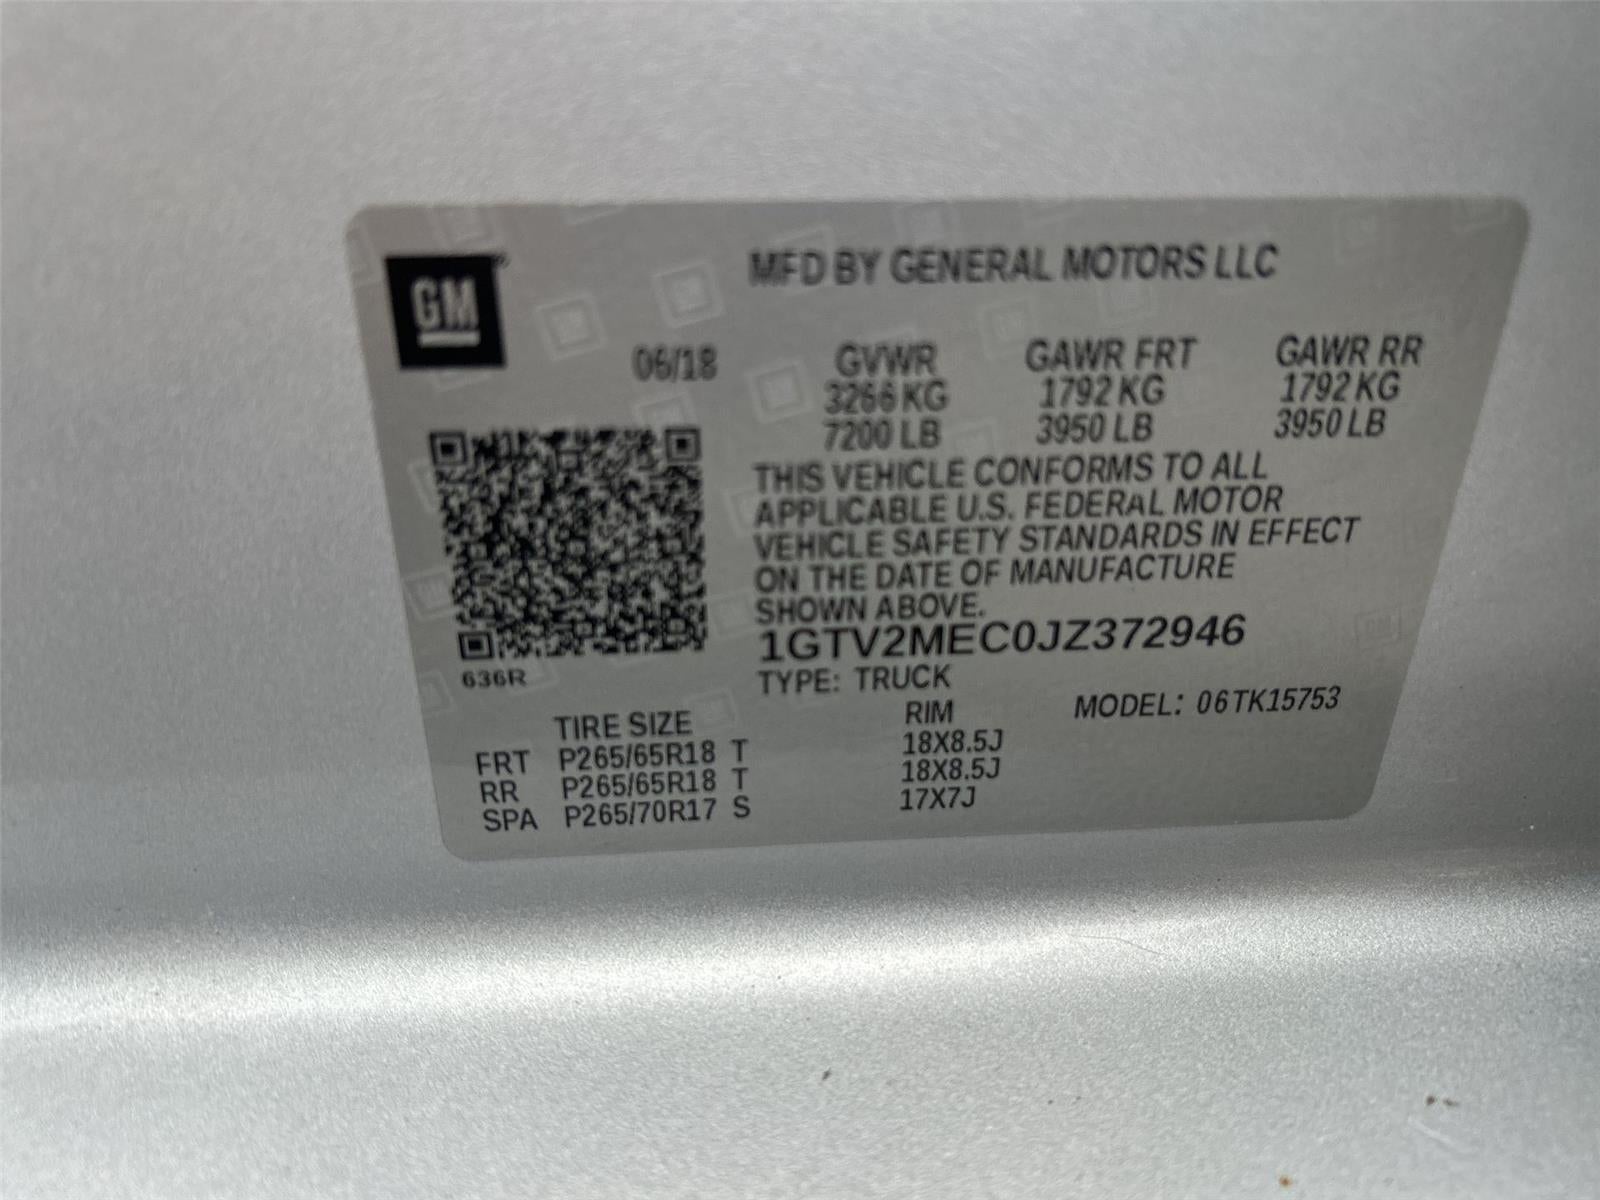 GM
MFD BY GENERAL MOTORS LLC
06/18 GVWR GAWR FRT GAWR RR
3266 KG 1792 KG 1792 KG
7200 LB 3950 LB 3950 LB
THIS VEHICLE CONFORMS TO ALL
APPLICABLE U.S. FEDERAL MOTOR
VEHICLE SAFETY STANDARDS IN EFFECT
ON THE DATE OF MANUFACTURE
SHOWN ABOVE.
1GTV2MEC0JZ372946
636R
TYPE: TRUCK
MODEL: 06TK15753
TIRE SIZE RIM
FRT P265/65R18 T 18X8.5J
RR P265/65R18 T 18X8.5J
SPA P265/70R17 S 17X7J